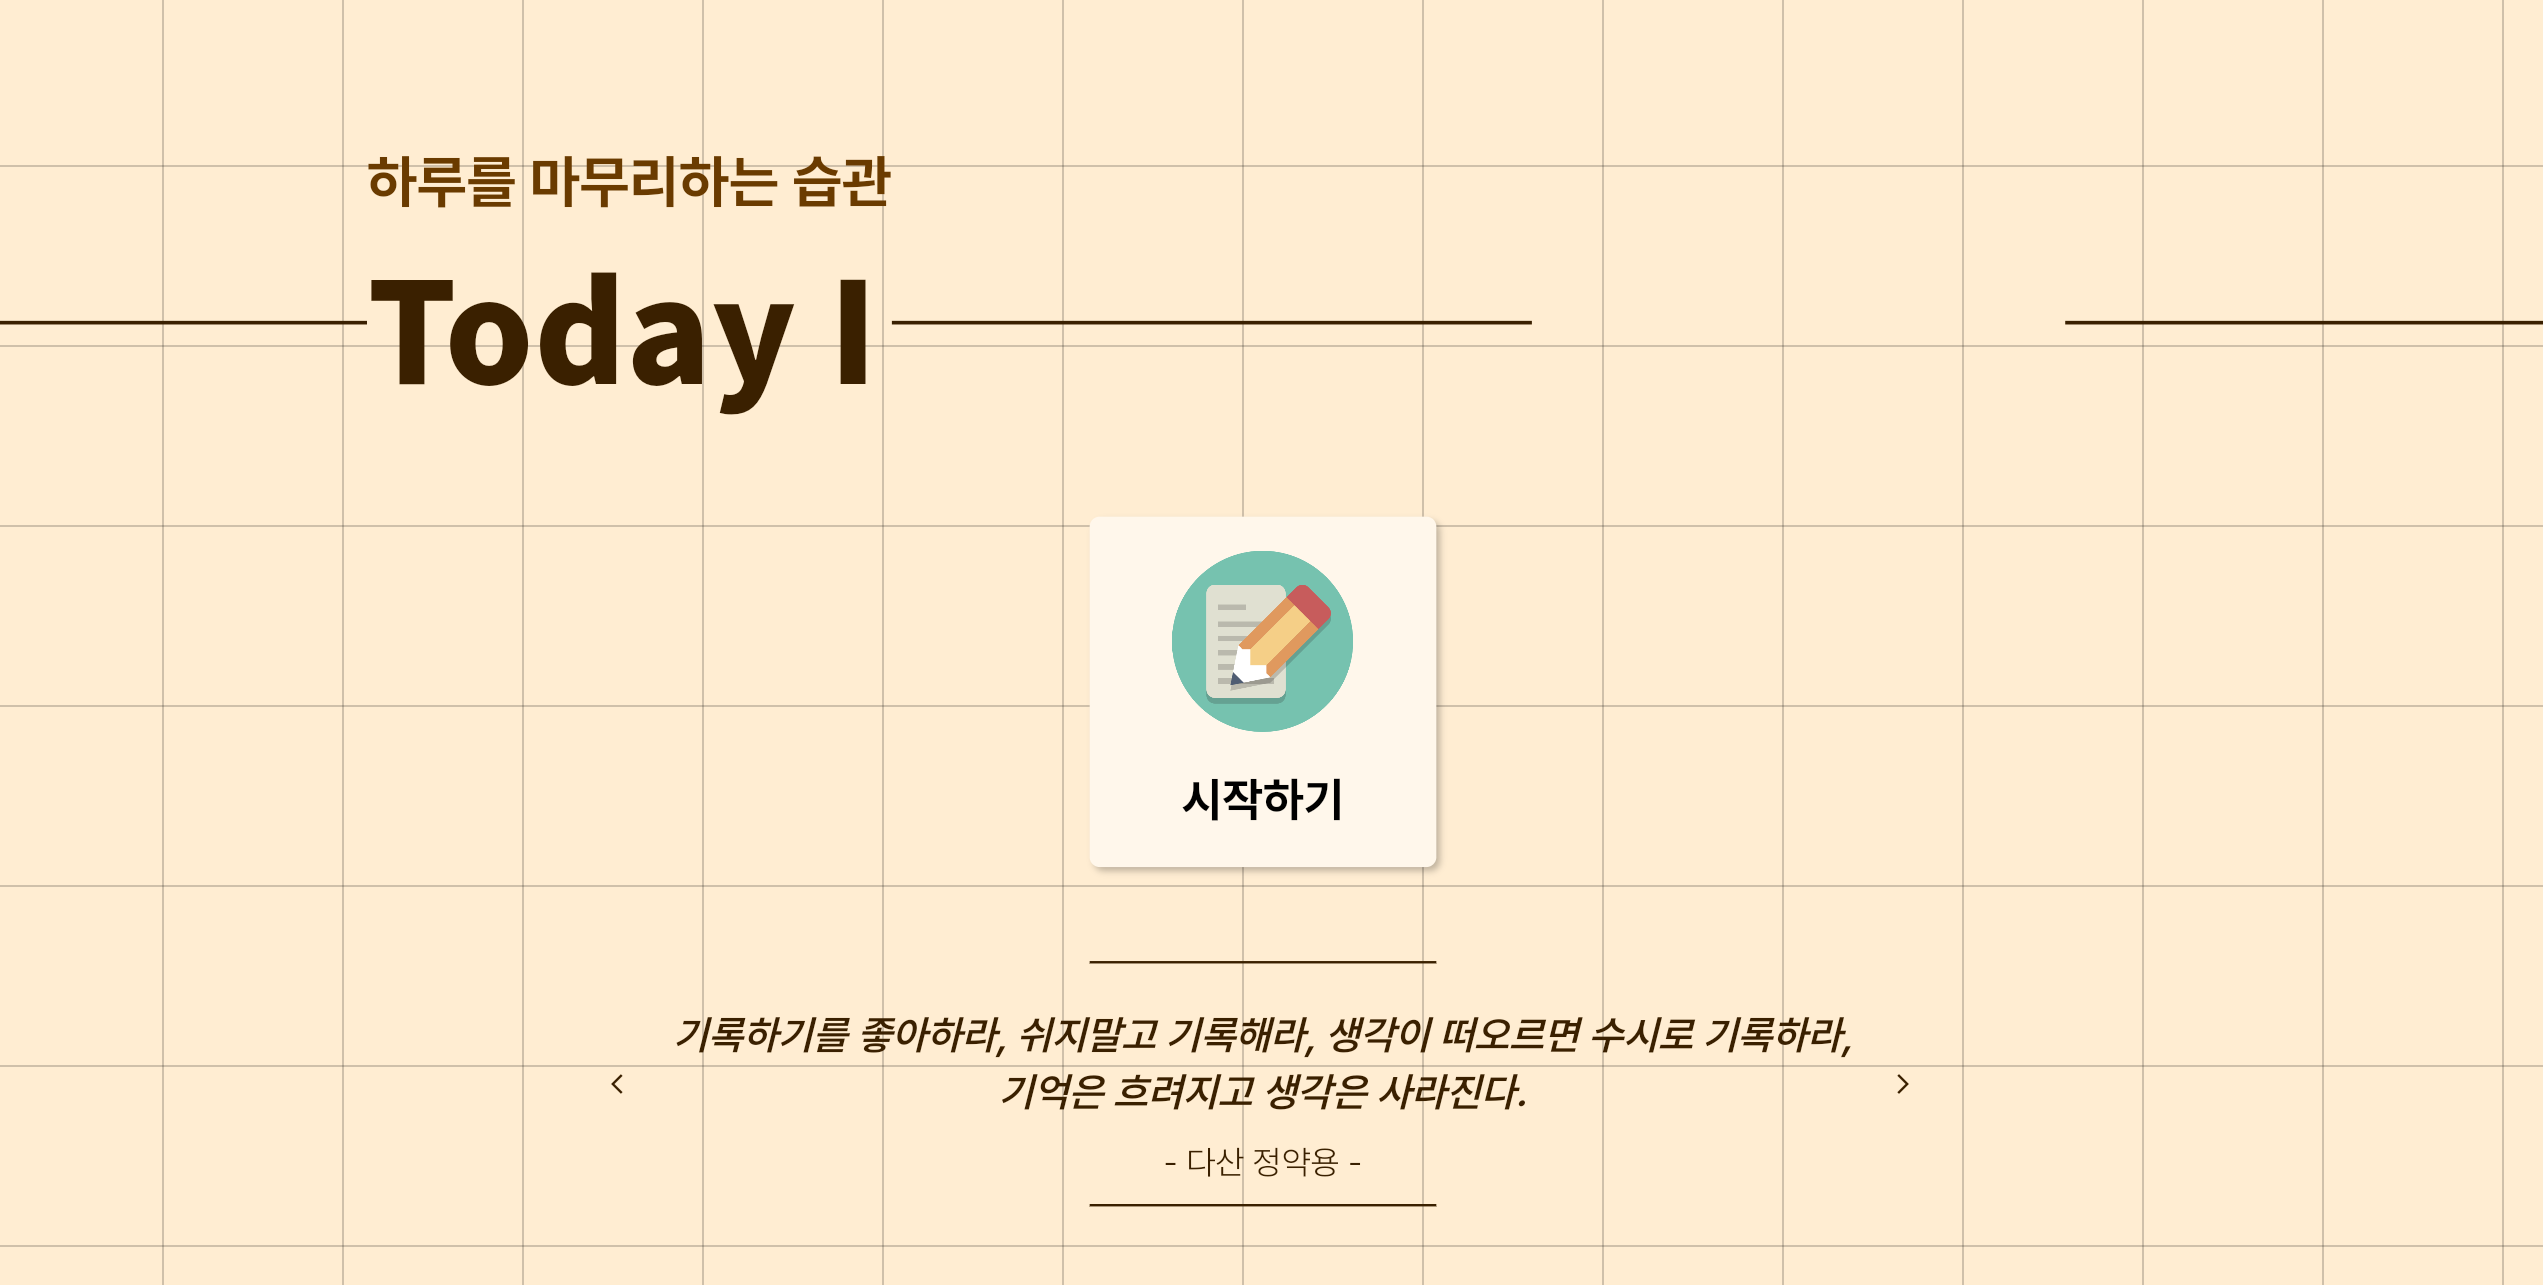 하루를 마무리하는 습관
Today I
시작하기
기록하기를 좋아하라, 쉬지말고 기록해라, 생각이 떠오르면 수시로 기록하라,
기억은 흐려지고 생각은 사라진다.
- 다산 정약용 -